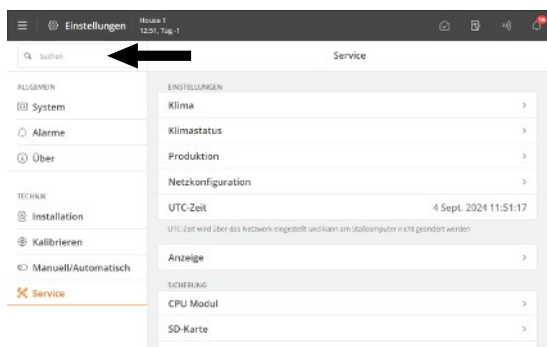 Einstellungen
House 1
12:31, Tag -1
Suchen
Service
ALLGEMEIN
System
Alarme
Über
TECHNIK
Installation
Kalibrieren
Manuell/Automatisch
Service
EINSTELLUNGEN
Klima
Klimastatus
Produktion
Netzkonfiguration
UTC-Zeit 4 Sept. 2024 11:51:17
UTC-Zeit wird über das Netzwerk eingestellt und kann am Stallcomputer nicht geändert werden
Anzeige
SICHERUNG
CPU Modul
SD-Karte